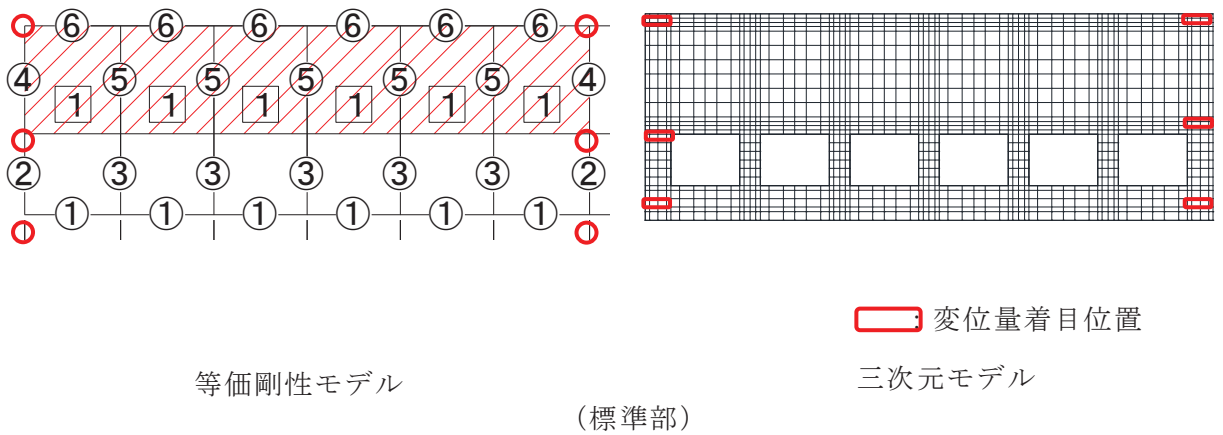 ⑥ ⑥ ⑥ ⑥ ⑥ ⑥
④ ⑤ ⑤ ⑤ ⑤ ⑤ ④
1 1 1 1 1 1
② ③ ③ ③ ③ ③ ②
① ① ① ① ① ①
: 変位量着目位置
等価剛性モデル
三次元モデル
(標準部)